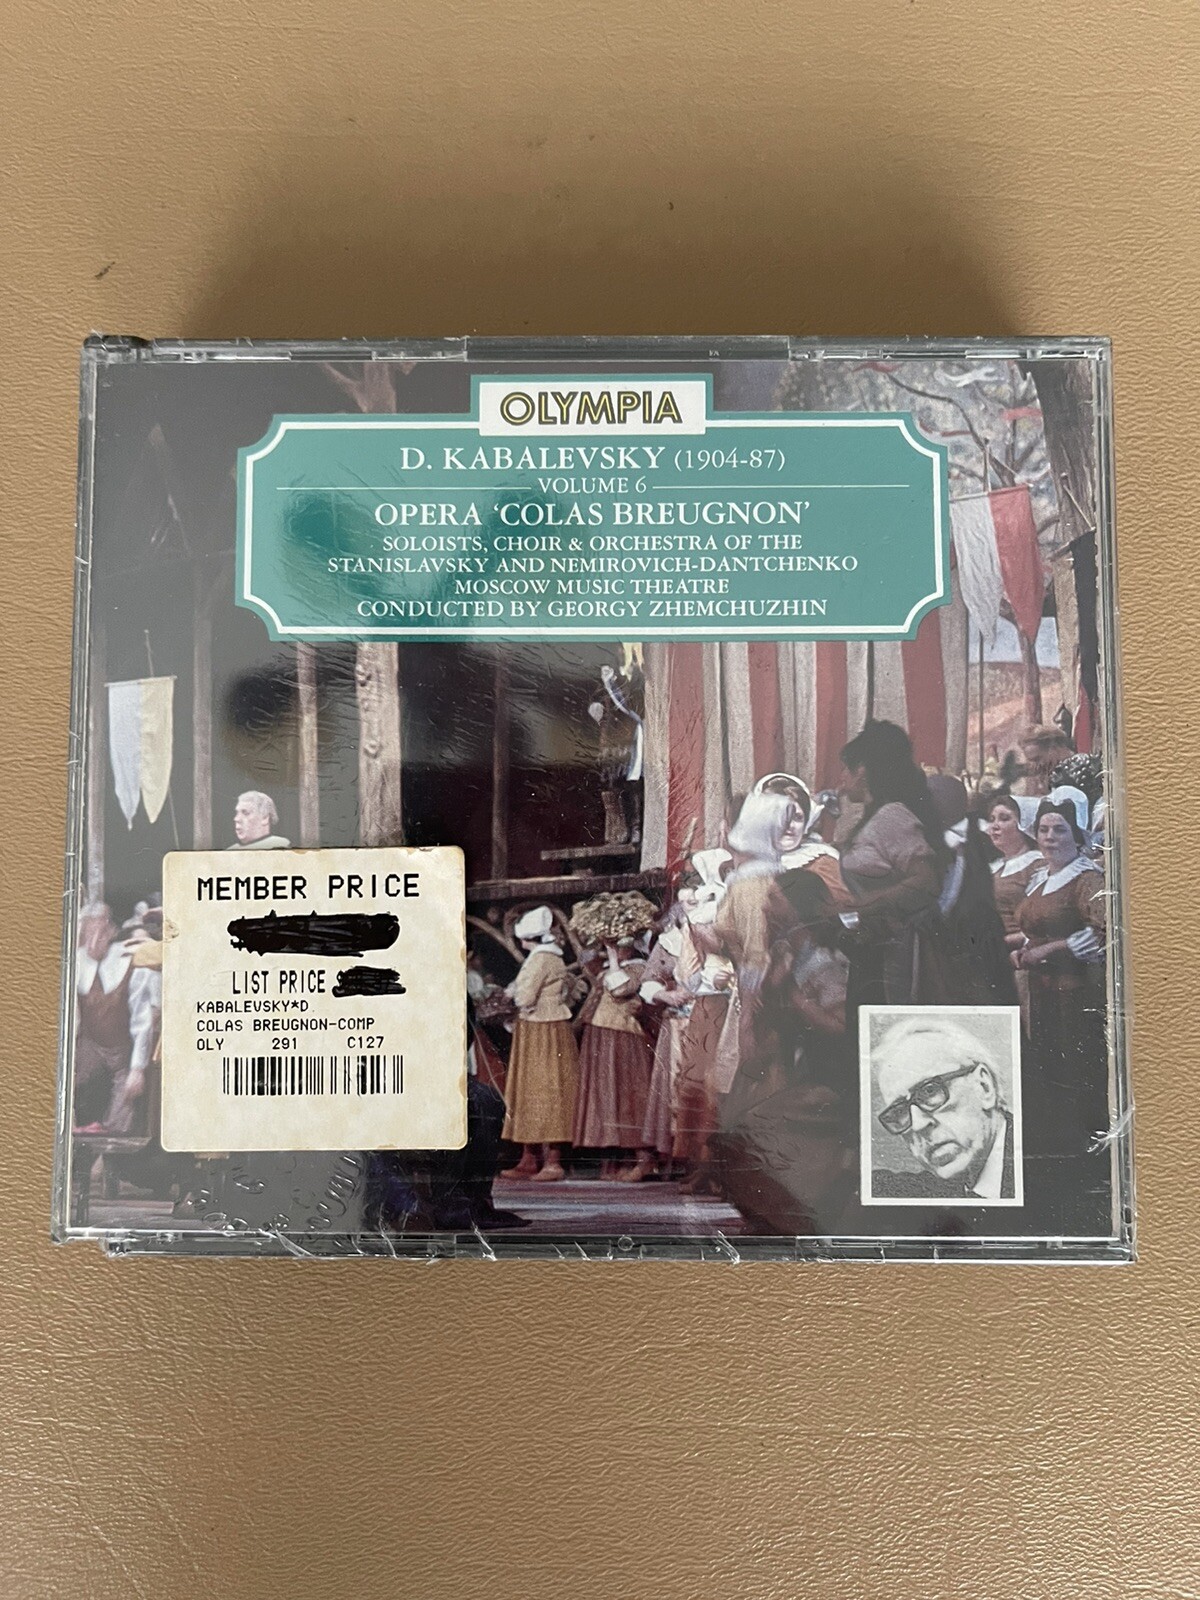 OLYMPIA
D. KABALEVSKY (1904-87)
VOLUME 6
OPERA ‘COLAS BREUGNON’
SOLOISTS, CHOIR & ORCHESTRA OF THE
STANISLAVSKY AND NEMIROVICH-DANTCHENKO
MOSCOW MUSIC THEATRE
CONDUCTED BY GEORGY ZHEMCHUZHIN
MEMBER PRICE
LIST PRICE
KABALEVSKY*D.
COLAS BREUGNON-COMP
OLY 291 C127